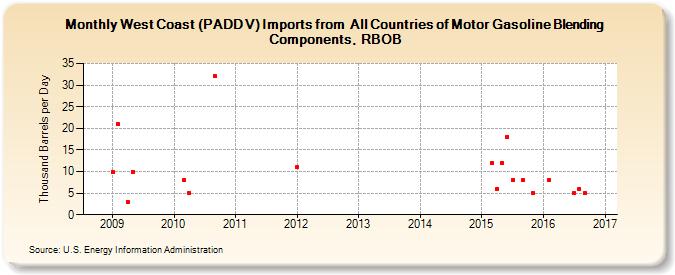 Monthly West Coast (PADD V) Imports from All Countries of Motor Gasoline Blending
Components, RBOB
Thousand Barrels per Day
35
30
25
20
15
10
5
0
2009 2010 2011 2012 2013 2014 2015 2016 2017
Source: U.S. Energy Information Administration